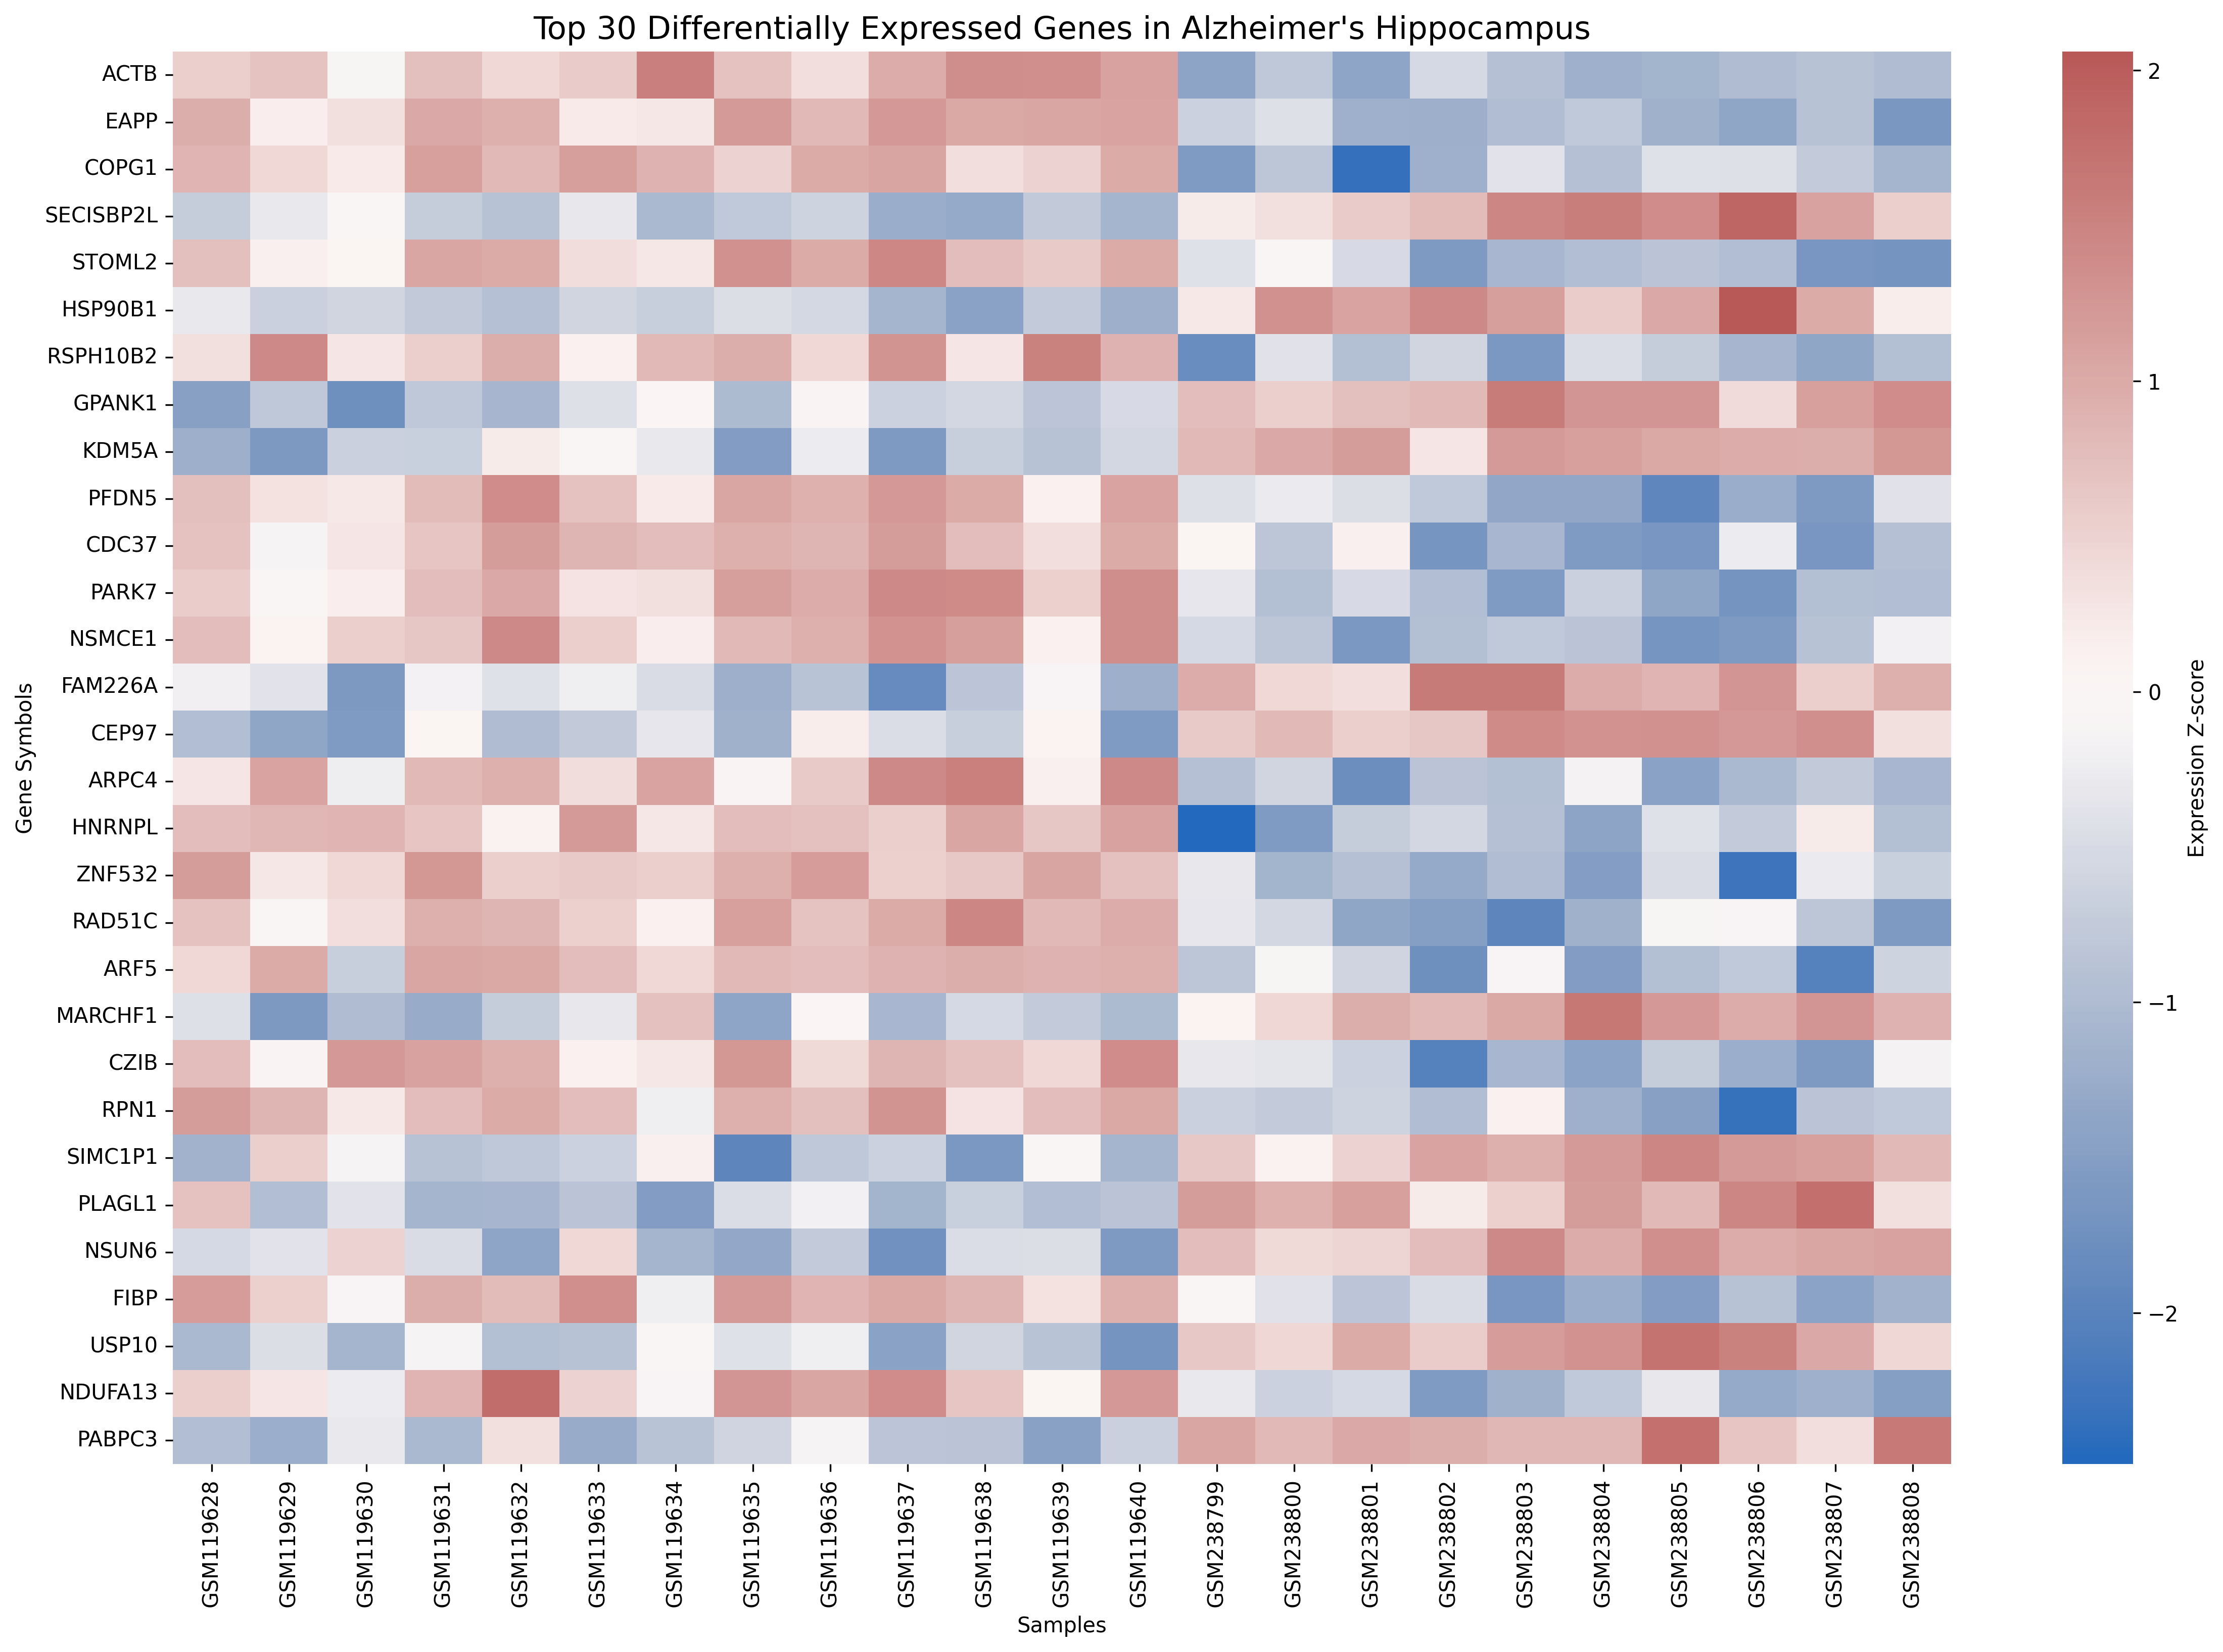 Top 30 Differentially Expressed Genes in Alzheimer's Hippocampus
ACTB
EAPP
COPG1
SECISBP2L
STOML2
HSP90B1
RSPH10B2
GPANK1
KDM5A
PFDN5
CDC37
PARK7
NSMCE1
FAM226A
CEP97
ARPC4
HNRNPL
ZNF532
RAD51C
ARF5
MARCHF1
CZIB
RPN1
SIMC1P1
PLAGL1
NSUN6
FIBP
USP10
NDUFA13
PABPC3
Gene Symbols
GSM119628
GSM119629
GSM119630
GSM119631
GSM119632
GSM119633
GSM119634
GSM119635
GSM119636
GSM119637
GSM119638
GSM119639
GSM119640
GSM238799
GSM238800
GSM238801
GSM238802
GSM238803
GSM238804
GSM238805
GSM238806
GSM238807
GSM238808
Samples
2
1
0
−1
−2
Expression Z-score